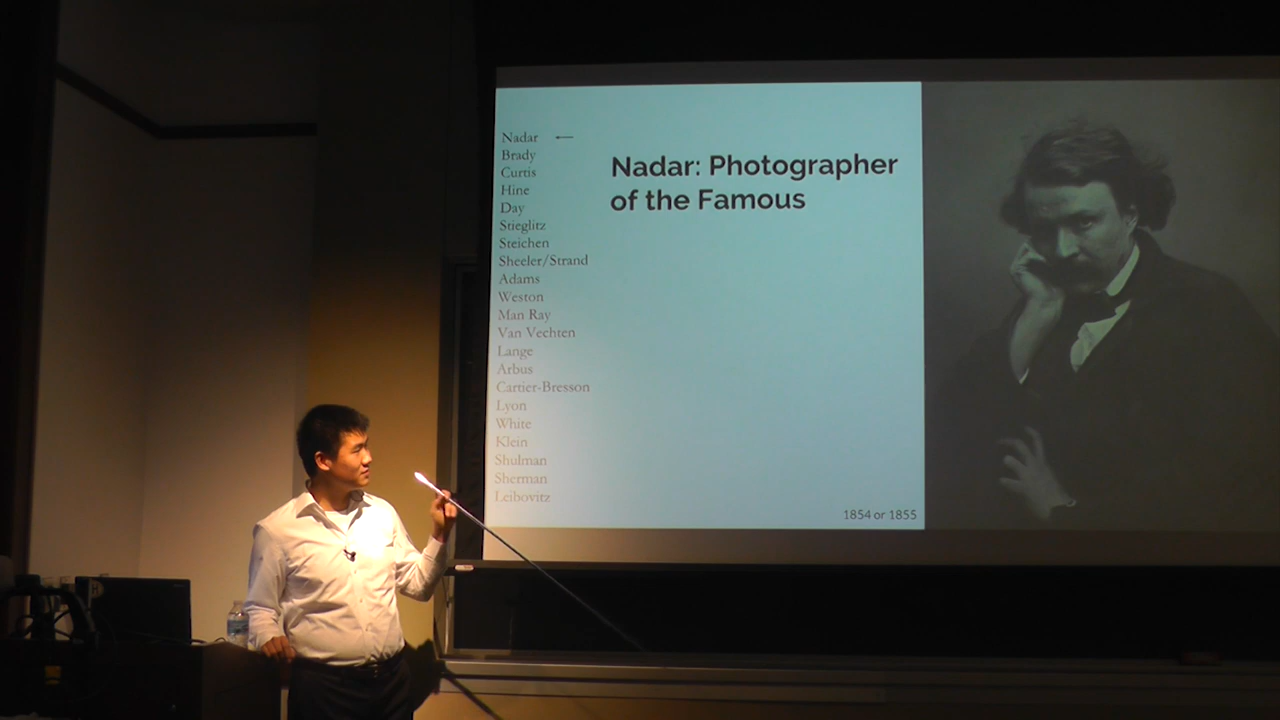 Nadar
Brady
Curtis
Hine
Day
Stieglitz
Steichen
Sheeler/Strand
Adams
Weston
Man Ray
Van Vechten
Lange
Arbus
Cartier-Bresson
Lyon
White
Klein
Shulman
Sherman
Leibovitz
Nadar: Photographer
of the Famous
1854 or 1855